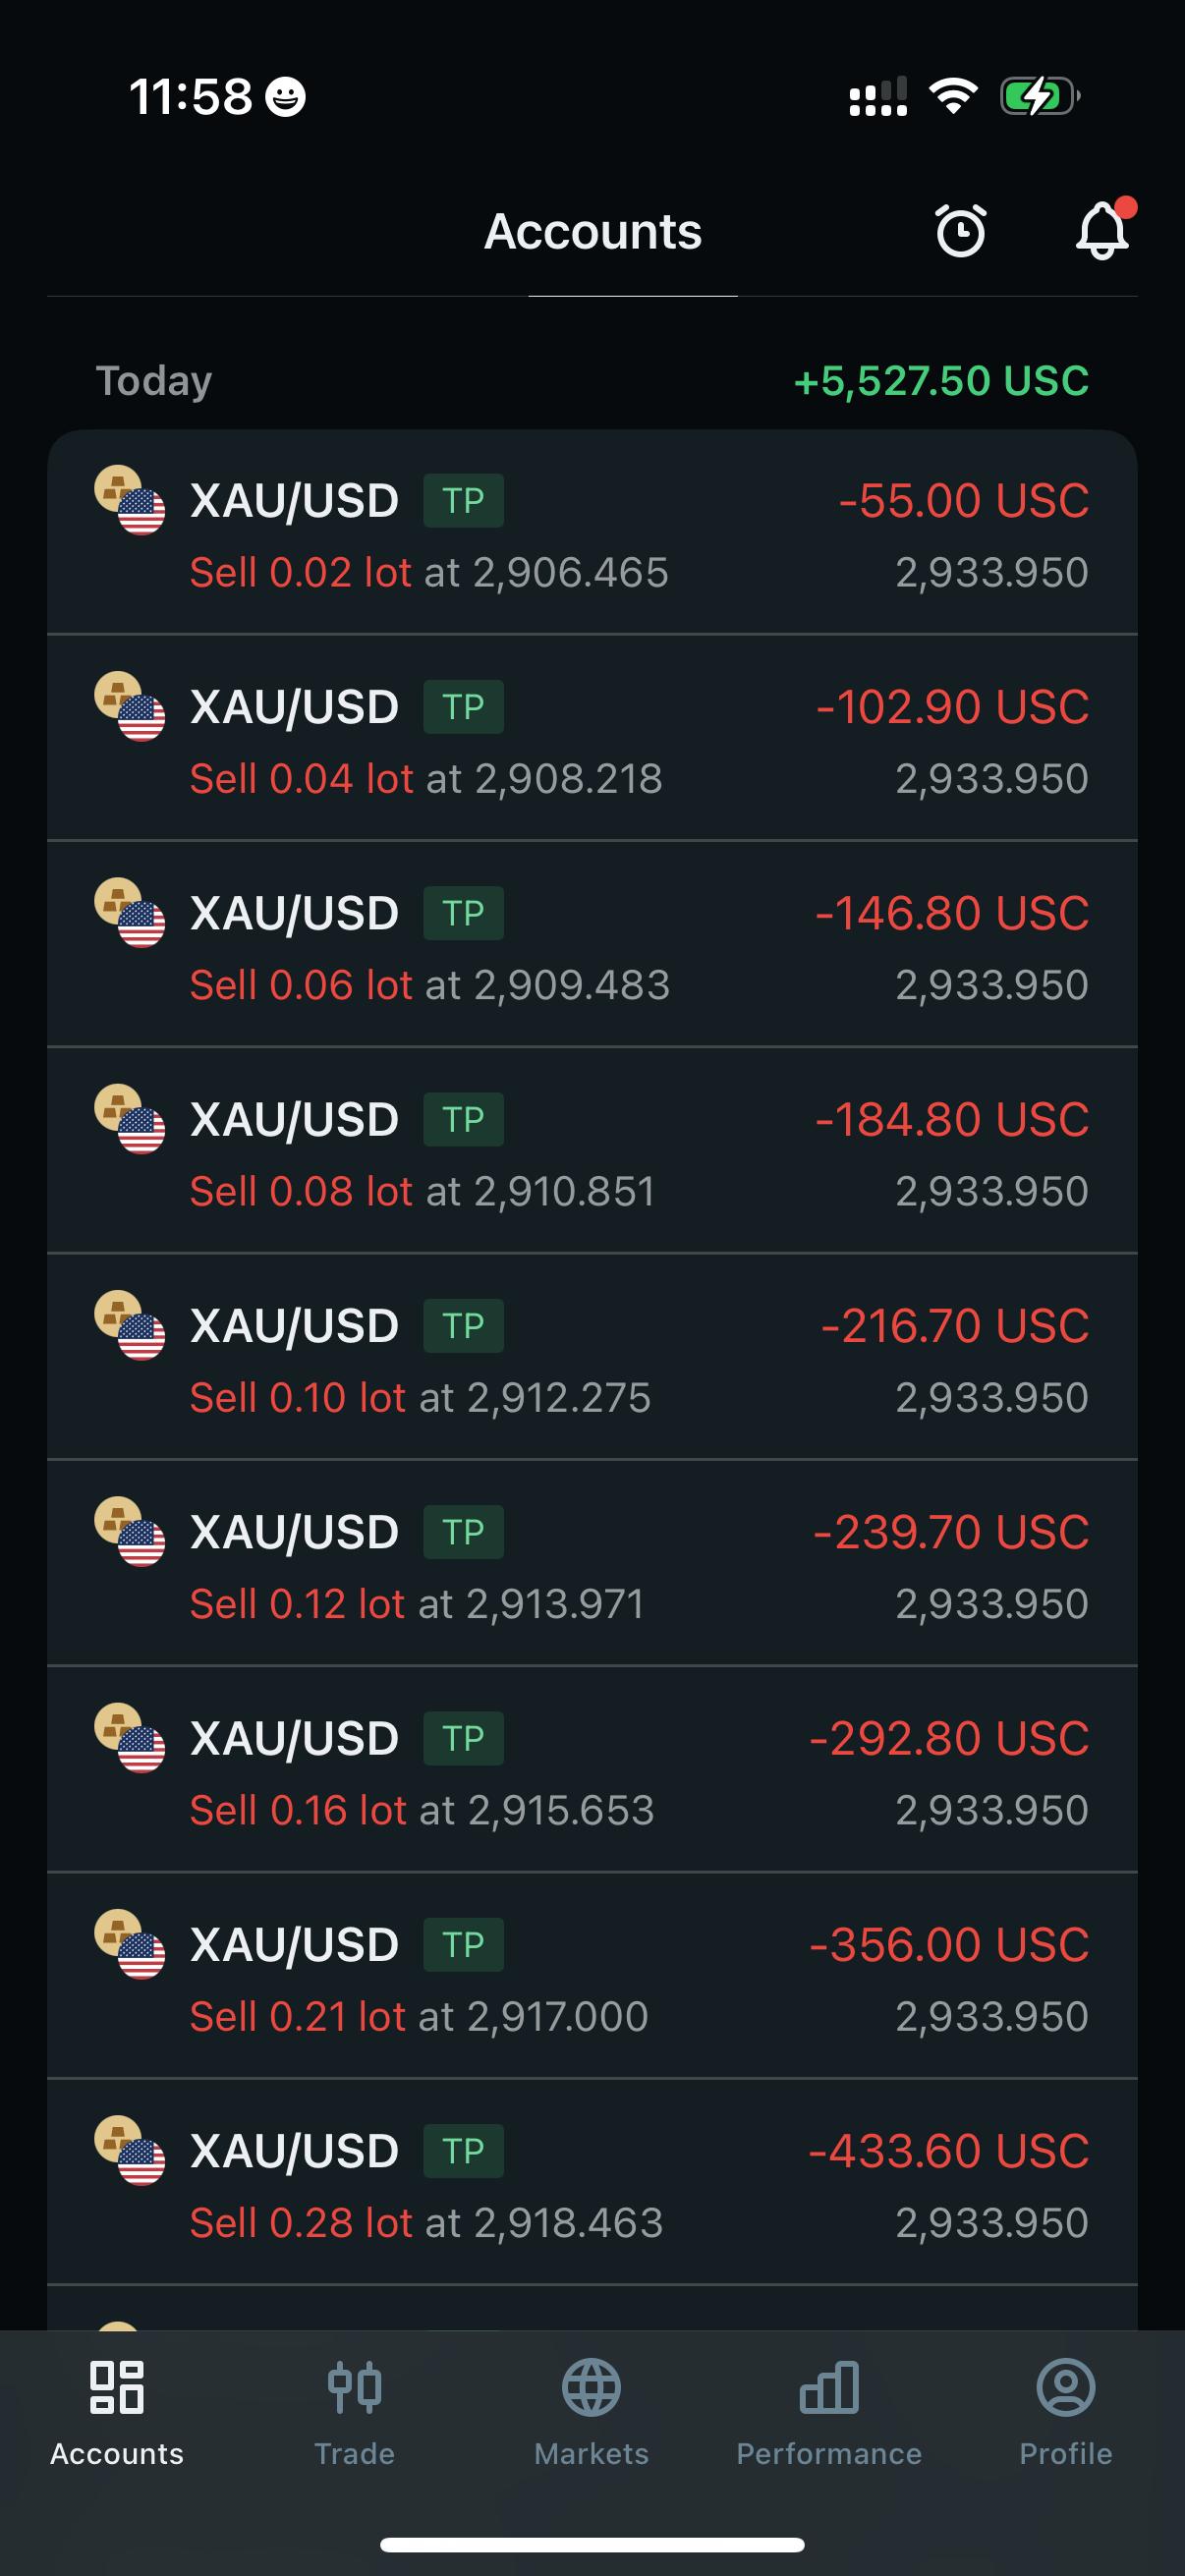 11:58
Accounts
Today +5,527.50 USC
XAU/USD TP -55.00 USC
Sell 0.02 lot at 2,906.465 2,933.950
XAU/USD TP -102.90 USC
Sell 0.04 lot at 2,908.218 2,933.950
XAU/USD TP -146.80 USC
Sell 0.06 lot at 2,909.483 2,933.950
XAU/USD TP -184.80 USC
Sell 0.08 lot at 2,910.851 2,933.950
XAU/USD TP -216.70 USC
Sell 0.10 lot at 2,912.275 2,933.950
XAU/USD TP -239.70 USC
Sell 0.12 lot at 2,913.971 2,933.950
XAU/USD TP -292.80 USC
Sell 0.16 lot at 2,915.653 2,933.950
XAU/USD TP -356.00 USC
Sell 0.21 lot at 2,917.000 2,933.950
XAU/USD TP -433.60 USC
Sell 0.28 lot at 2,918.463 2,933.950
Accounts Trade Markets Performance Profile